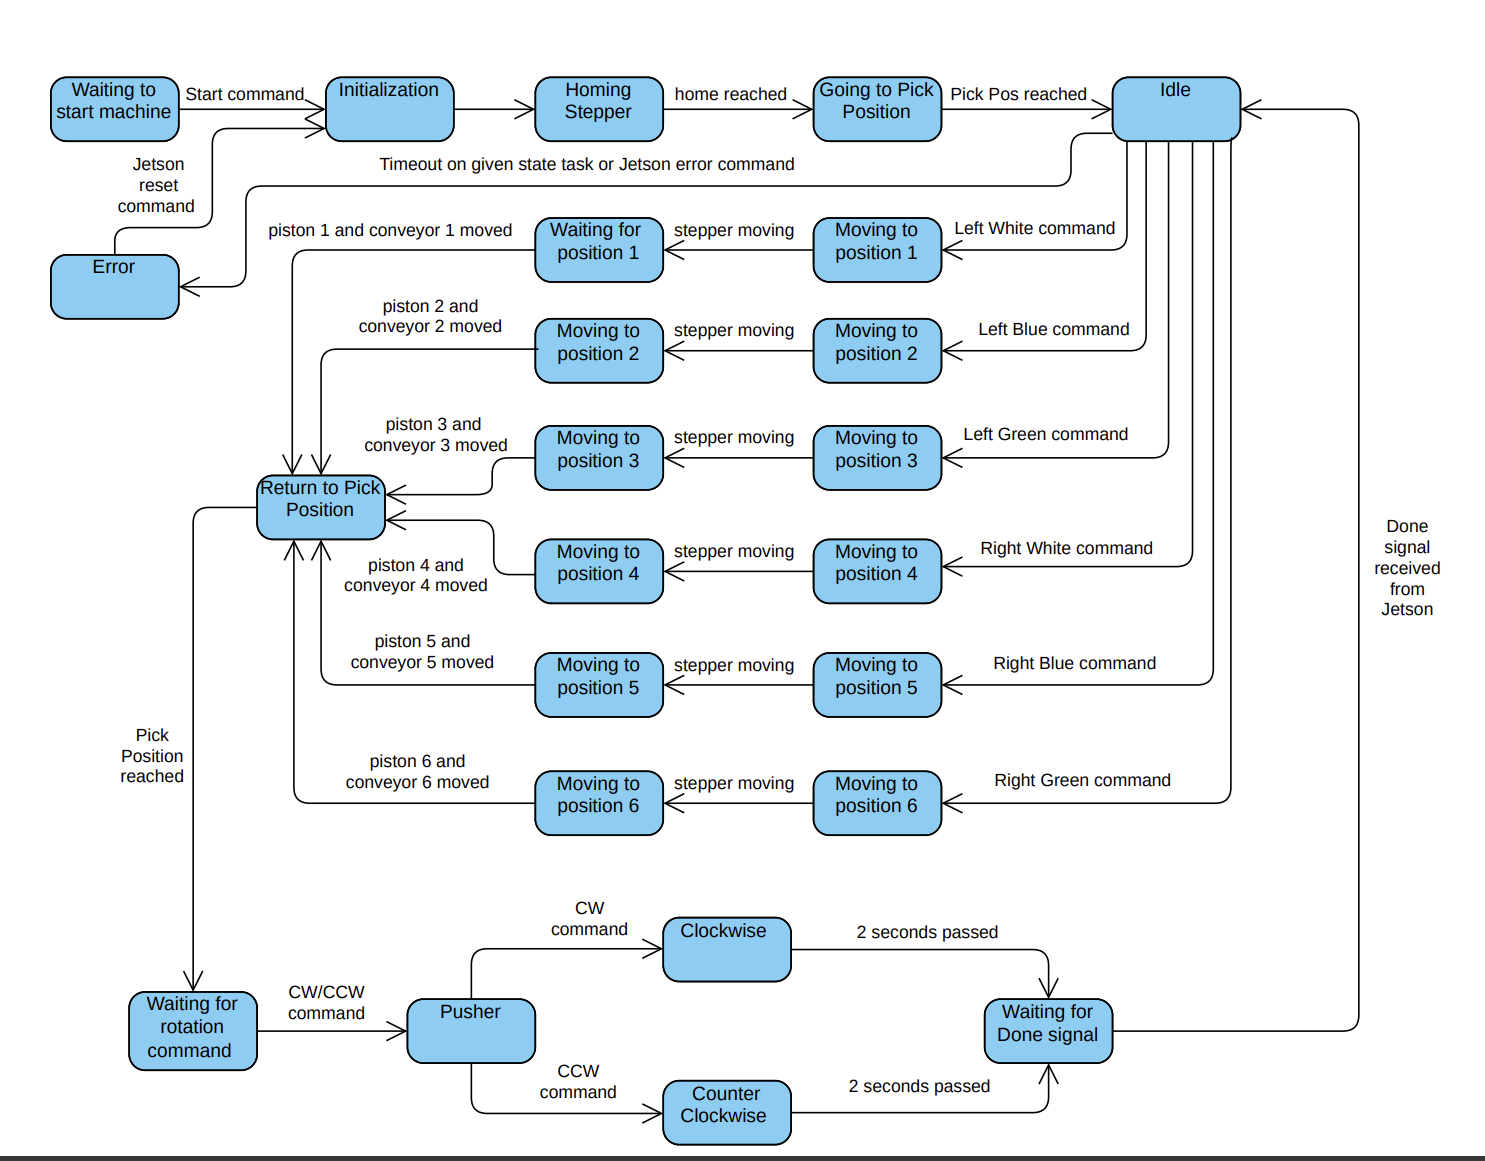 Waiting to
start machine
Start command
Initialization
Homing
Stepper
home reached
Going to Pick
Position
Pick Pos reached
Idle
Jetson
reset
command
Timeout on given state task or Jetson error command
Error
piston 1 and conveyor 1 moved
Waiting for
position 1
stepper moving
Moving to
position 1
Left White command
piston 2 and
conveyor 2 moved
Moving to
position 2
stepper moving
Moving to
position 2
Left Blue command
piston 3 and
conveyor 3 moved
Moving to
position 3
stepper moving
Moving to
position 3
Left Green command
Return to Pick
Position
piston 4 and
conveyor 4 moved
Moving to
position 4
stepper moving
Moving to
position 4
Right White command
Done
signal
received
from
Jetson
piston 5 and
conveyor 5 moved
Moving to
position 5
stepper moving
Moving to
position 5
Right Blue command
Pick
Position
reached
piston 6 and
conveyor 6 moved
Moving to
position 6
stepper moving
Moving to
position 6
Right Green command
CW
command
Clockwise
2 seconds passed
Waiting for
rotation
command
CW/CCW
command
Pusher
Waiting for
Done signal
CCW
command
Counter
Clockwise
2 seconds passed